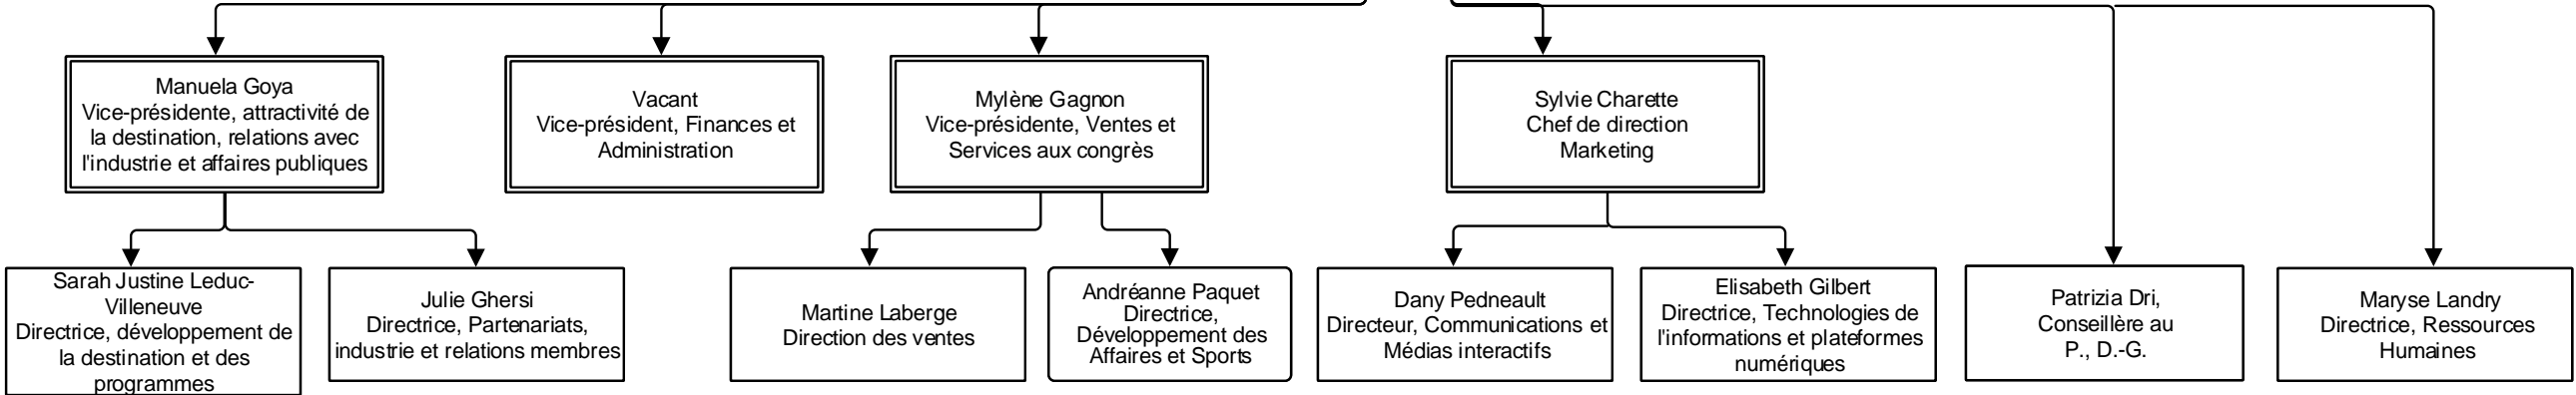 Manuela Goya
Vice-présidente, attractivité de
la destination, relations avec
l'industrie et affaires publiques
Vacant
Vice-président, Finances et
Administration
Mylène Gagnon
Vice-présidente, Ventes et
Services aux congrès
Sylvie Charette
Chef de direction
Marketing
Sarah Justine Leduc-
Villeneuve
Directrice, développement de
la destination et des
programmes
Julie Ghersi
Directrice, Partenariats,
industrie et relations membres
Martine Laberge
Direction des ventes
Andréanne Paquet
Directrice,
Développement des
Affaires et Sports
Dany Pedneault
Directeur, Communications et
Médias interactifs
Elisabeth Gilbert
Directrice, Technologies de
l'informations et plateformes
numériques
Patrizia Dri,
Conseillère au
P., D.-G.
Maryse Landry
Directrice, Ressources
Humaines